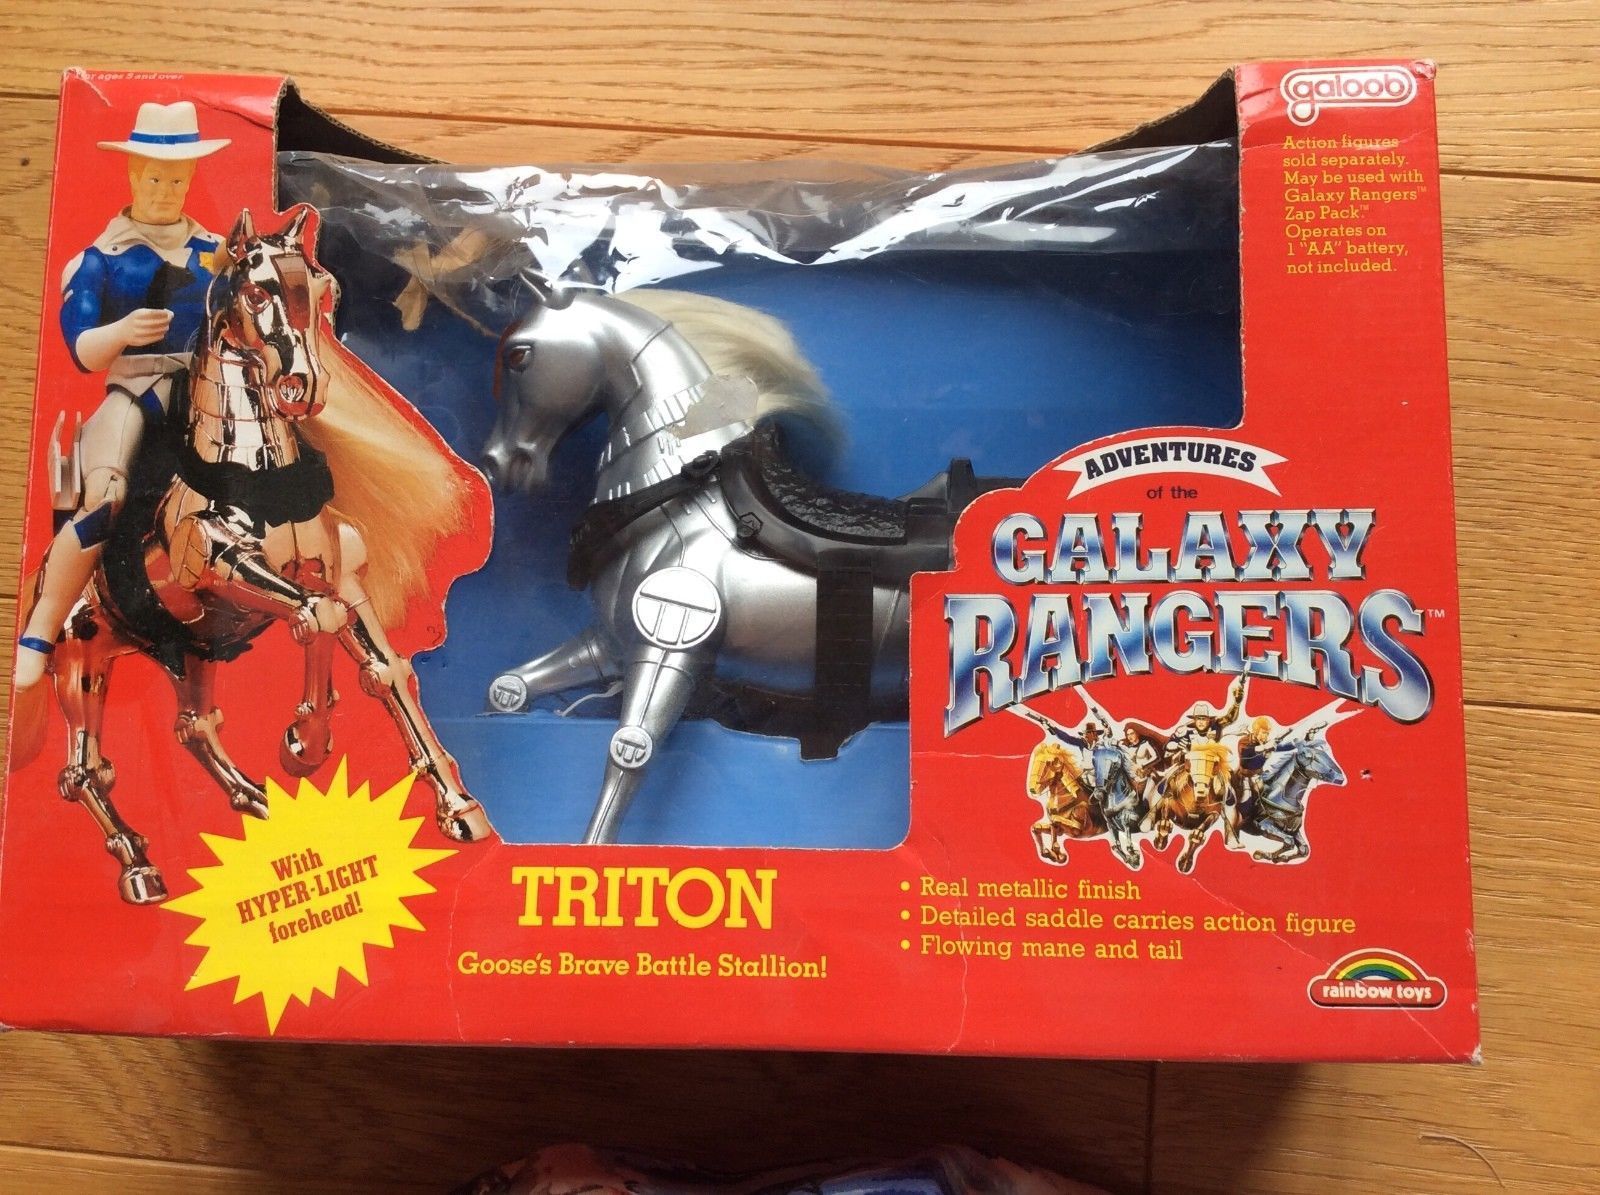 For ages 5 and over.
galoob
Action figures
sold separately.
May be used with
Galaxy Rangers™
Zap Pack.™
Operates on
1 "AA" battery,
not included.
ADVENTURES
of the
GALAXY
RANGERS™
With
HYPER-LIGHT
forehead!
TRITON
Goose's Brave Battle Stallion!
• Real metallic finish
• Detailed saddle carries action figure
• Flowing mane and tail
rainbow toys